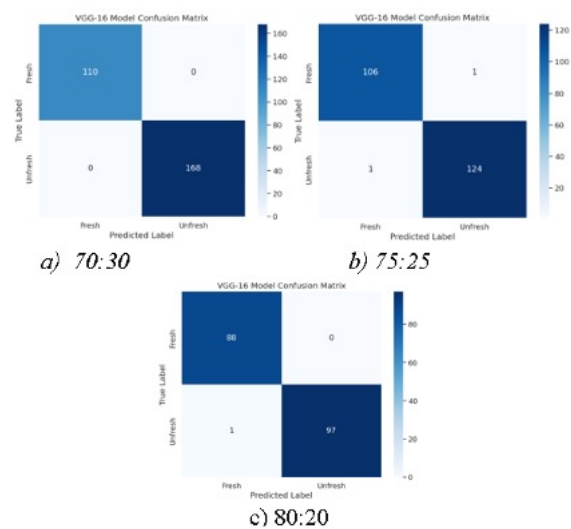 VGG-16 Model Confusion Matrix
Fresh
110
0
True Label
Unfresh
0
168
Fresh
Unfresh
Predicted Label
160
140
120
100
80
60
40
20
0
a) 70:30
VGG-16 Model Confusion Matrix
Fresh
106
1
True Label
Unfresh
1
124
Fresh
Unfresh
Predicted Label
120
100
80
60
40
20
b) 75:25
VGG-16 Model Confusion Matrix
Fresh
88
0
True Label
Unfresh
1
97
Fresh
Unfresh
Predicted Label
80
60
40
20
0
c) 80:20